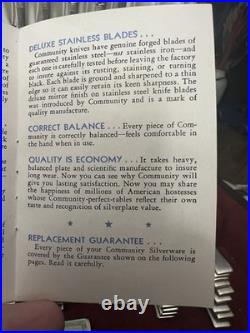 DELUXE STAINLESS BLADES . . .
Community knives have genuine forged blades of
guaranteed stainless steel—not stainless iron—and
each one is carefully tested before leaving the factory
to insure against its rusting, staining, or turning
black. Each blade is ground and sharpened to a thin
edge so it can easily retain its keen sharpness. The
deluxe mirror finish on stainless steel knife blades
was introduced by Community and is a mark of
quality manufacture.
CORRECT BALANCE . . . Every piece of Com-
munity is correctly balanced—feels comfortable in
the hand when in use.
QUALITY IS ECONOMY . . . It takes heavy,
balanced plate and scientific manufacture to insure
long wear. Now you can see why Community will
give you lasting satisfaction. Now you may share
the happiness of millions of American hostesses
whose Community-perfect-tables reflect their own
taste and recognition of silverplate value.
* * *
REPLACEMENT GUARANTEE . . .
Every piece of your Community Silverware is
covered by the Guarantee shown on the following
pages. Read it carefully.